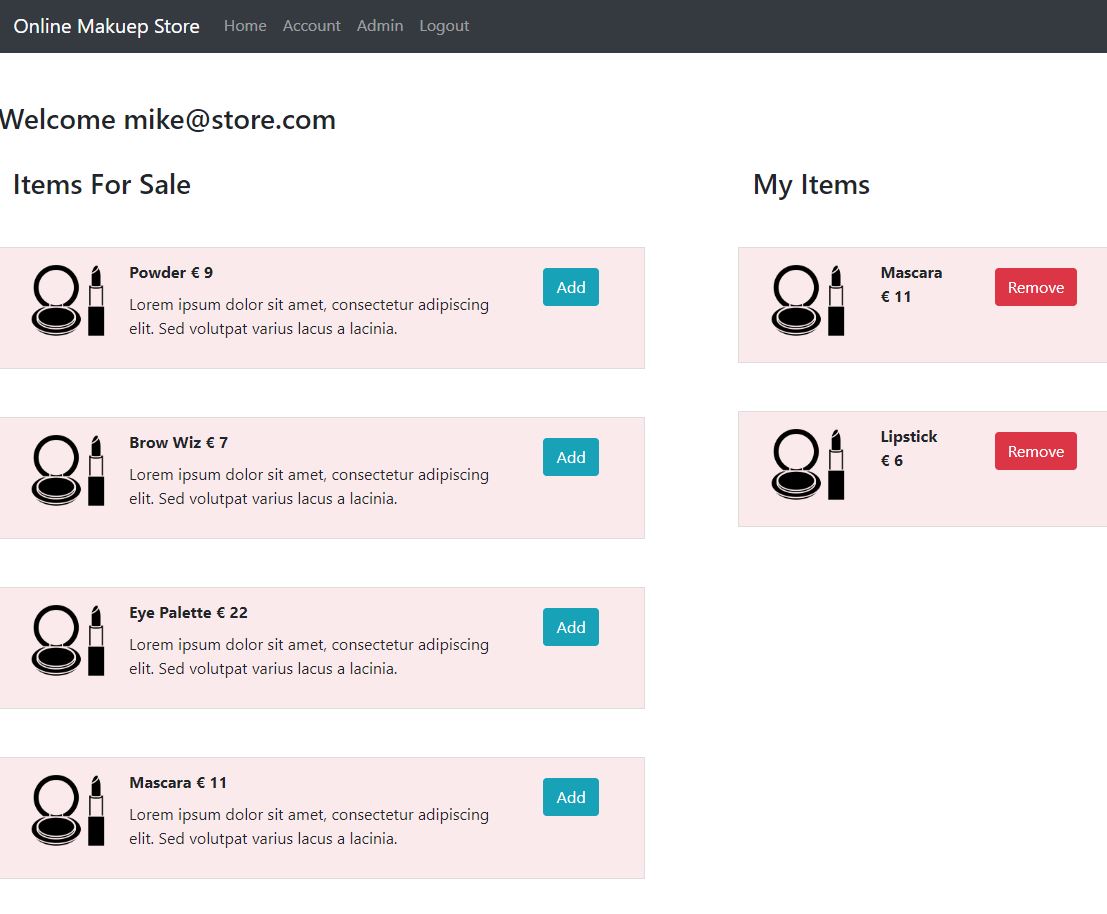 Online Makuep Store Home Account Admin Logout
Welcome mike@store.com
Items For Sale
Powder € 9
Lorem ipsum dolor sit amet, consectetur adipiscing
elit. Sed volutpat varius lacus a lacinia.
Add
Brow Wiz € 7
Lorem ipsum dolor sit amet, consectetur adipiscing
elit. Sed volutpat varius lacus a lacinia.
Add
Eye Palette € 22
Lorem ipsum dolor sit amet, consectetur adipiscing
elit. Sed volutpat varius lacus a lacinia.
Add
Mascara € 11
Lorem ipsum dolor sit amet, consectetur adipiscing
elit. Sed volutpat varius lacus a lacinia.
Add
My Items
Mascara
€ 11
Remove
Lipstick
€ 6
Remove